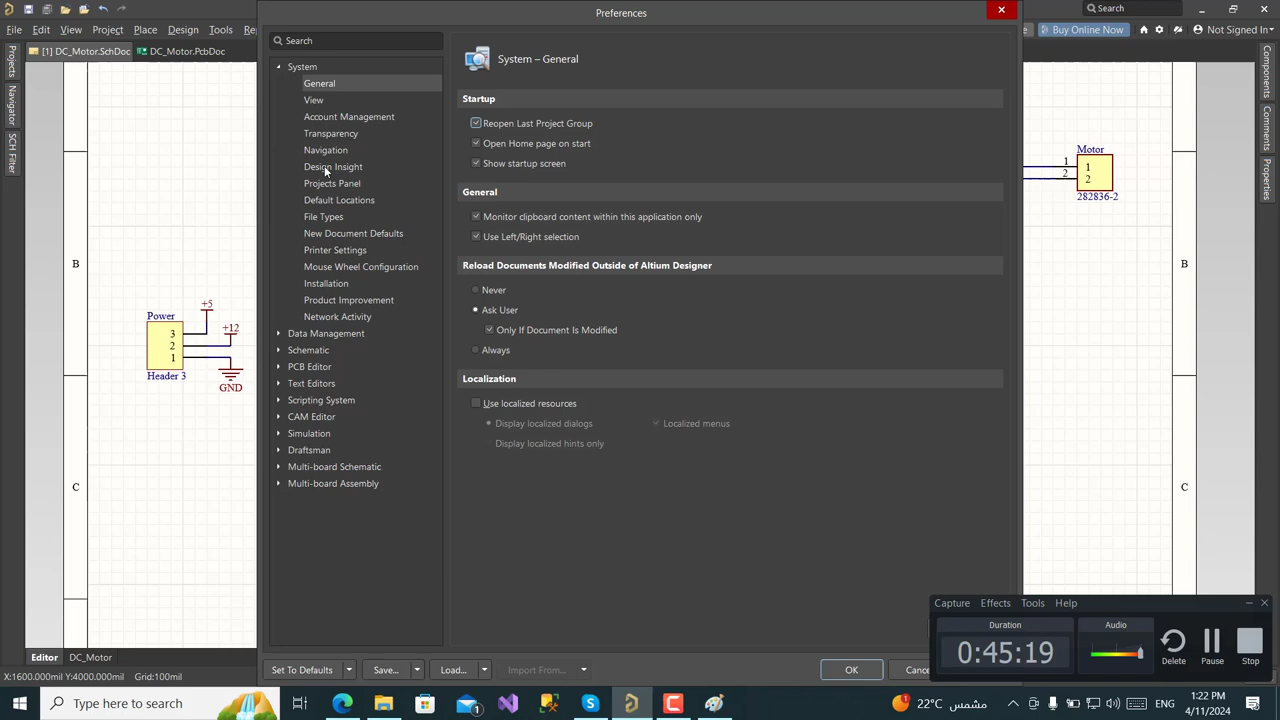 Preferences
Search
File Edit View Project Place Design Tools
Buy Online Now
Not Signed In
[1] DC_Motor.SchDoc
DC_Motor.PcbDoc
Search
Projects
Navigator
SCH Filter
System
General
View
Account Management
Transparency
Navigation
Design Insight
Projects Panel
Default Locations
File Types
New Document Defaults
Printer Settings
Mouse Wheel Configuration
Installation
Product Improvement
Network Activity
Data Management
Schematic
PCB Editor
Text Editors
Scripting System
CAM Editor
Simulation
Draftsman
Multi-board Schematic
Multi-board Assembly
System – General
Startup
Reopen Last Project Group
Open Home page on start
Show startup screen
General
Monitor clipboard content within this application only
Use Left/Right selection
Reload Documents Modified Outside of Altium Designer
Never
Ask User
Only If Document Is Modified
Always
Localization
Use localized resources
Display localized dialogs
Localized menus
Display localized hints only
Components
Comments
Properties
Motor
1
2
1
2
282836-2
B
C
B
C
Power
3
2
1
Header 3
+5
+12
GND
Set To Defaults
Save...
Load...
Import From...
OK
Capture Effects Tools Help
Duration
0:45:19
Audio
Delete
Pause
Stop
Editor
DC_Motor
X:1600.000mil Y:4000.000mil Grid:100mil
Type here to search
1
22°C
مشمس
ENG
1:22 PM
4/11/2024